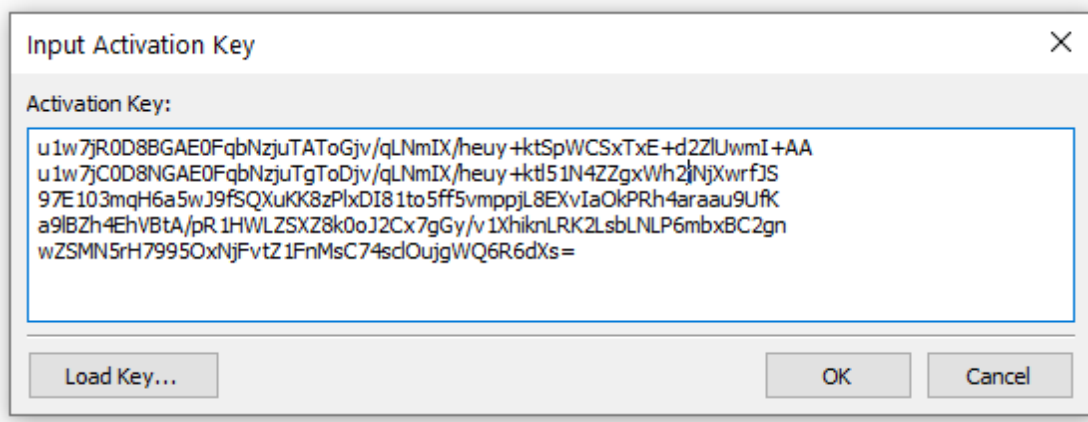 Input Activation Key
Activation Key:
u1w7jR0D8BGAE0FqbNzjuTAToGjv/qLNmIX/heuy+ktSpWCSxTxE+d2ZlUwmI+AA
u1w7jC0D8NGAE0FqbNzjuTgToDjv/qLNmIX/heuy+ktl51N4ZZgxWh2jNjXwrfJS
97E103mqH6a5wJ9fSQXuKK8zPlxDI81to5ff5vmppjL8EXvIaOkPRh4araau9UfK
a9lBZh4EhVBtA/pR1HWLZSXZ8k0oJ2Cx7gGy/v1XhiknLRK2LsbLNLP6mbxBC2gn
wZSMN5rH7995OxNjFvtZ1FnMsC74sclOujgWQ6R6dXs=
Load Key...
OK
Cancel